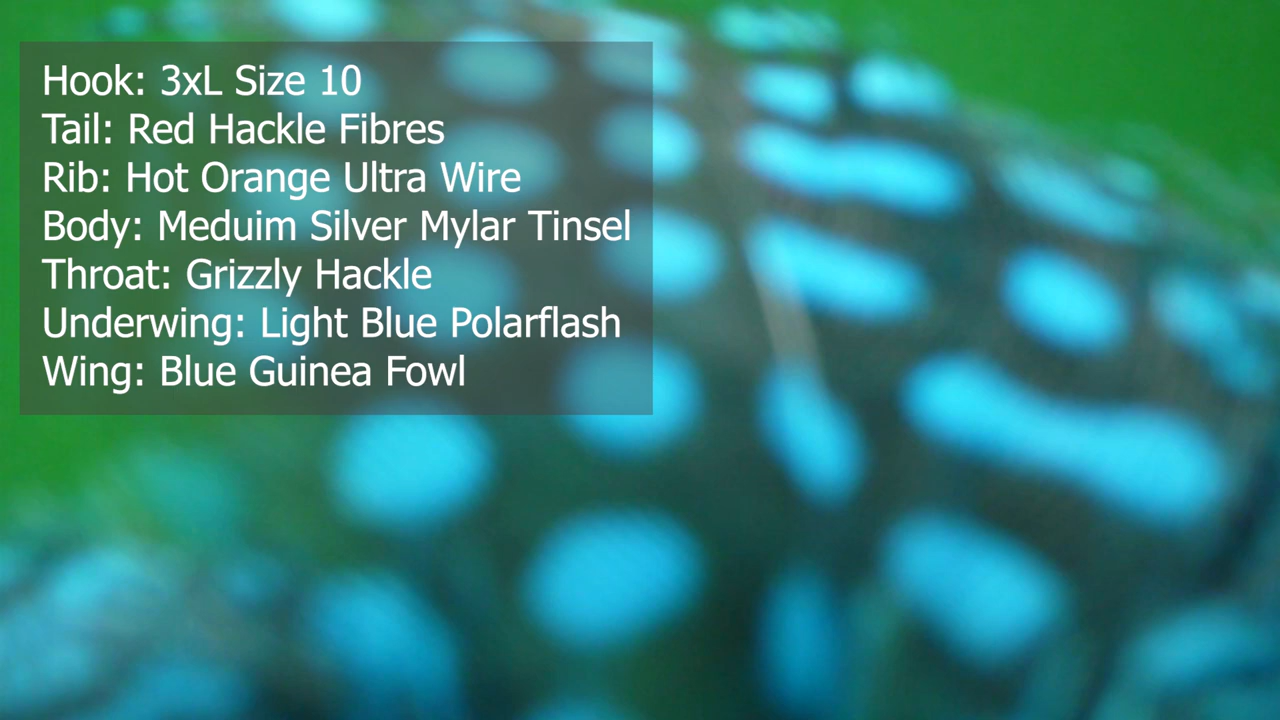 Hook: 3xL Size 10
Tail: Red Hackle Fibres
Rib: Hot Orange Ultra Wire
Body: Meduim Silver Mylar Tinsel
Throat: Grizzly Hackle
Underwing: Light Blue Polarflash
Wing: Blue Guinea Fowl